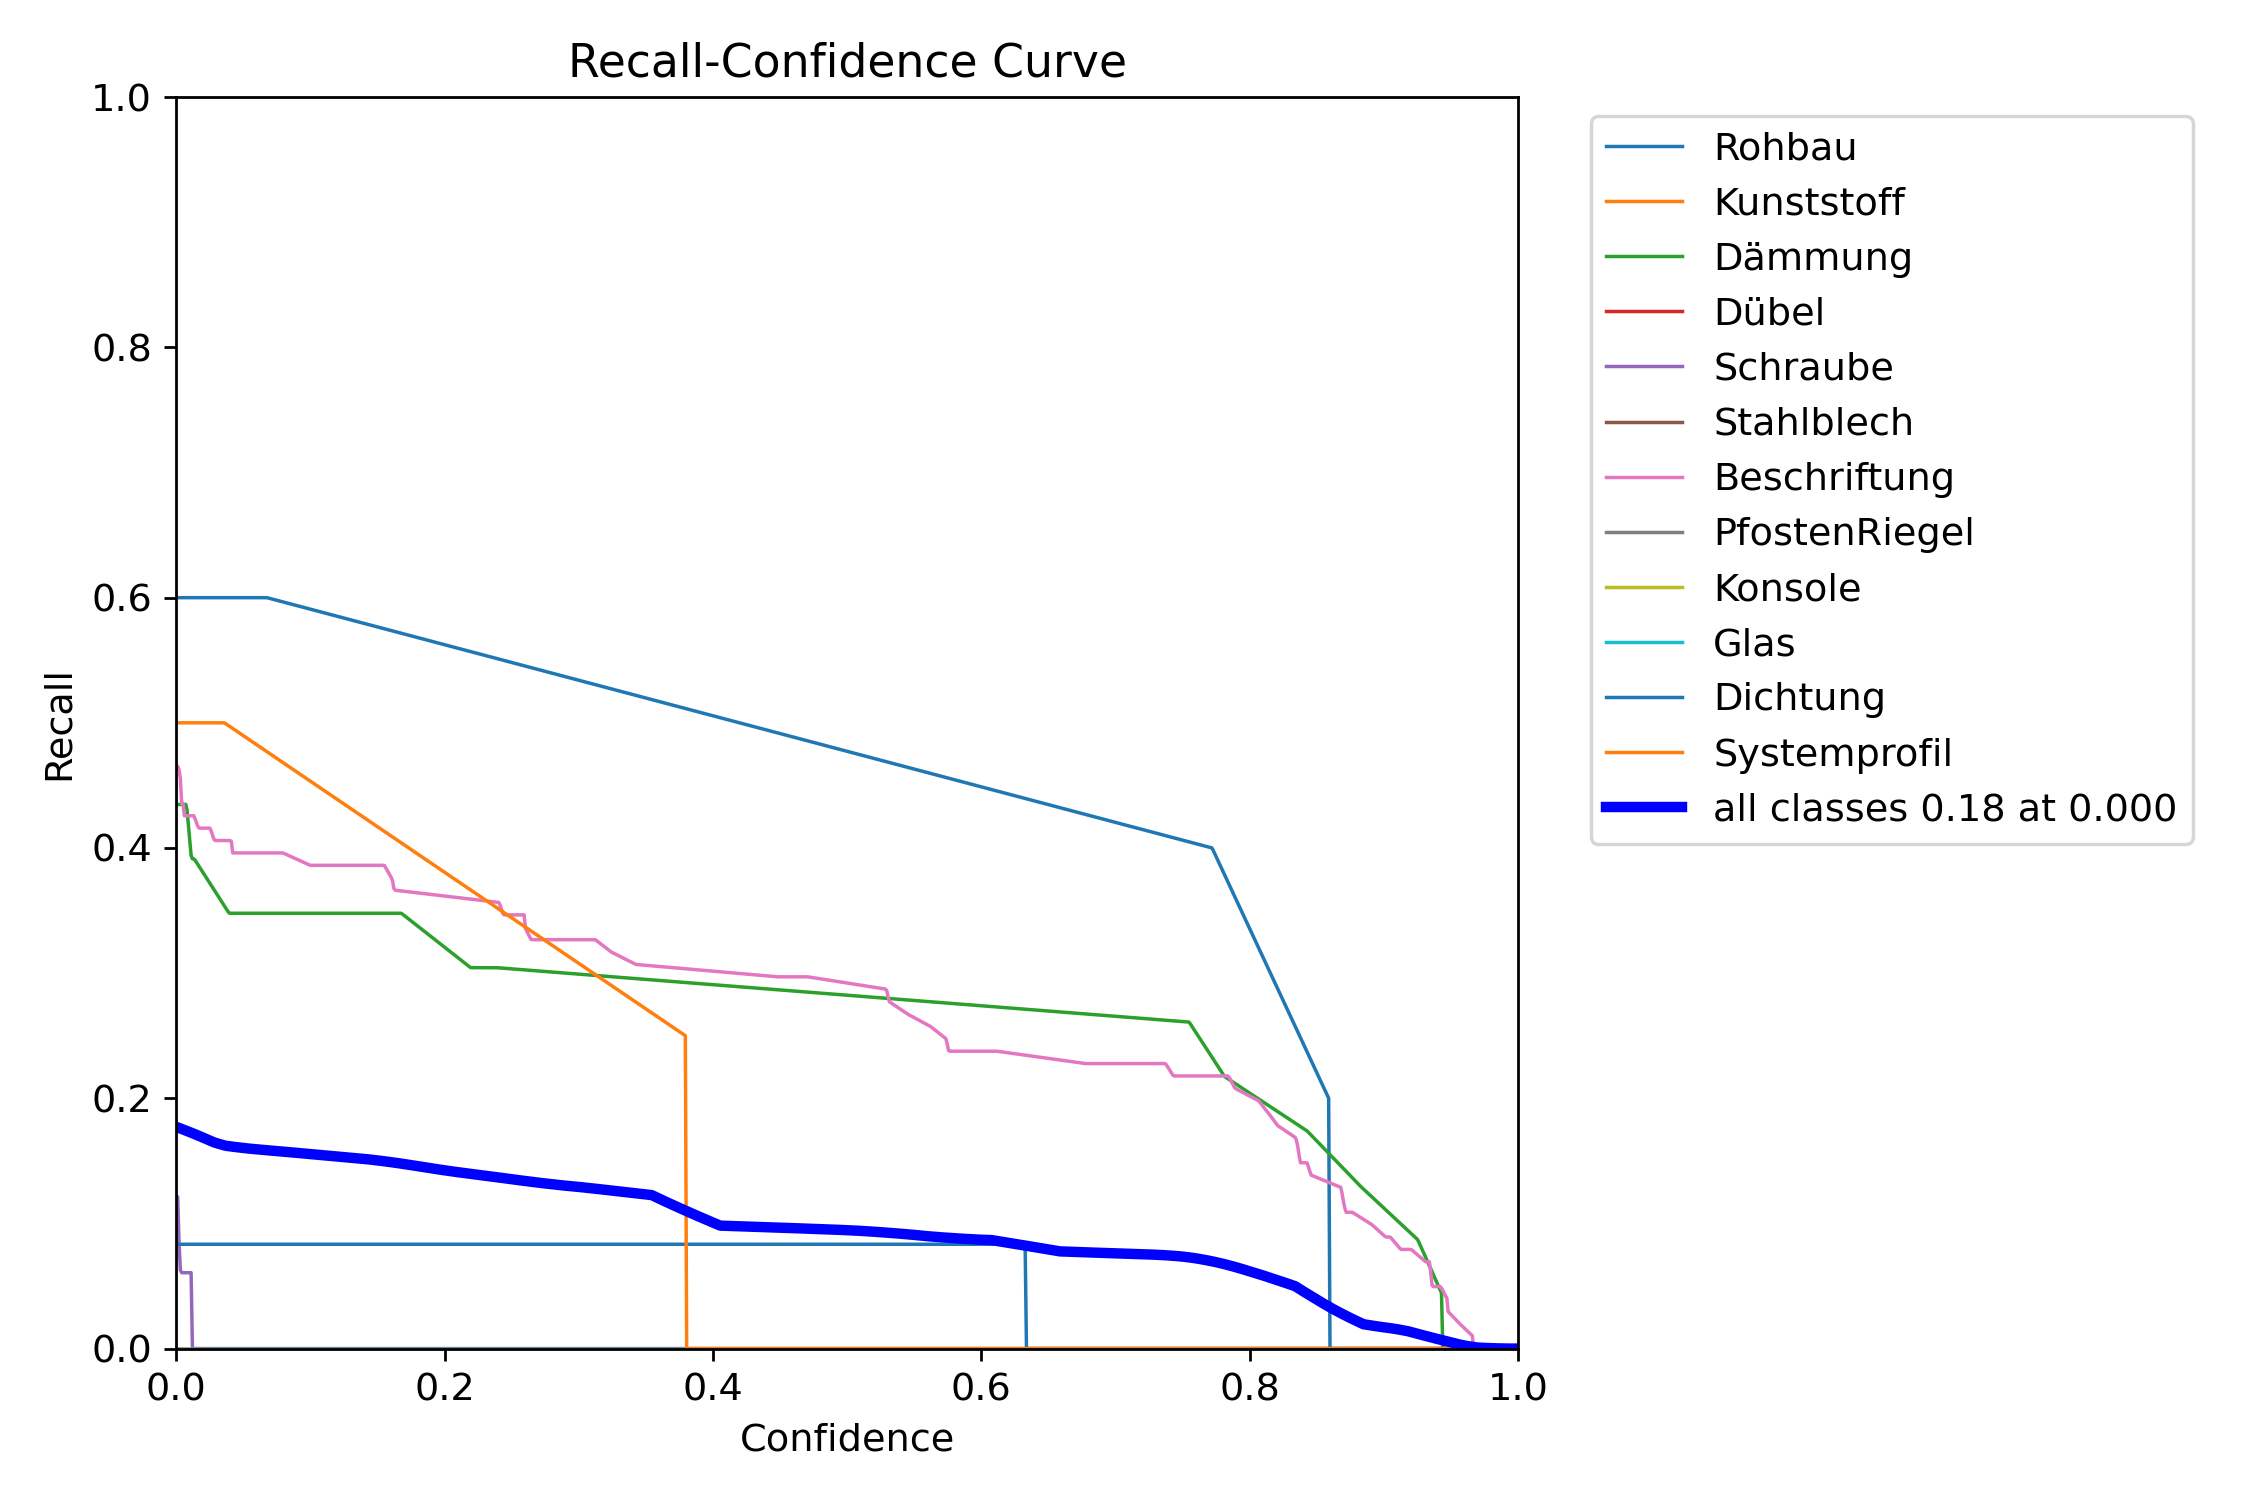 Recall-Confidence Curve
1.0
0.8
0.6
0.4
0.2
0.0
Recall
0.0 0.2 0.4 0.6 0.8 1.0
Confidence
Rohbau
Kunststoff
Dämmung
Dübel
Schraube
Stahlblech
Beschriftung
PfostenRiegel
Konsole
Glas
Dichtung
Systemprofil
all classes 0.18 at 0.000